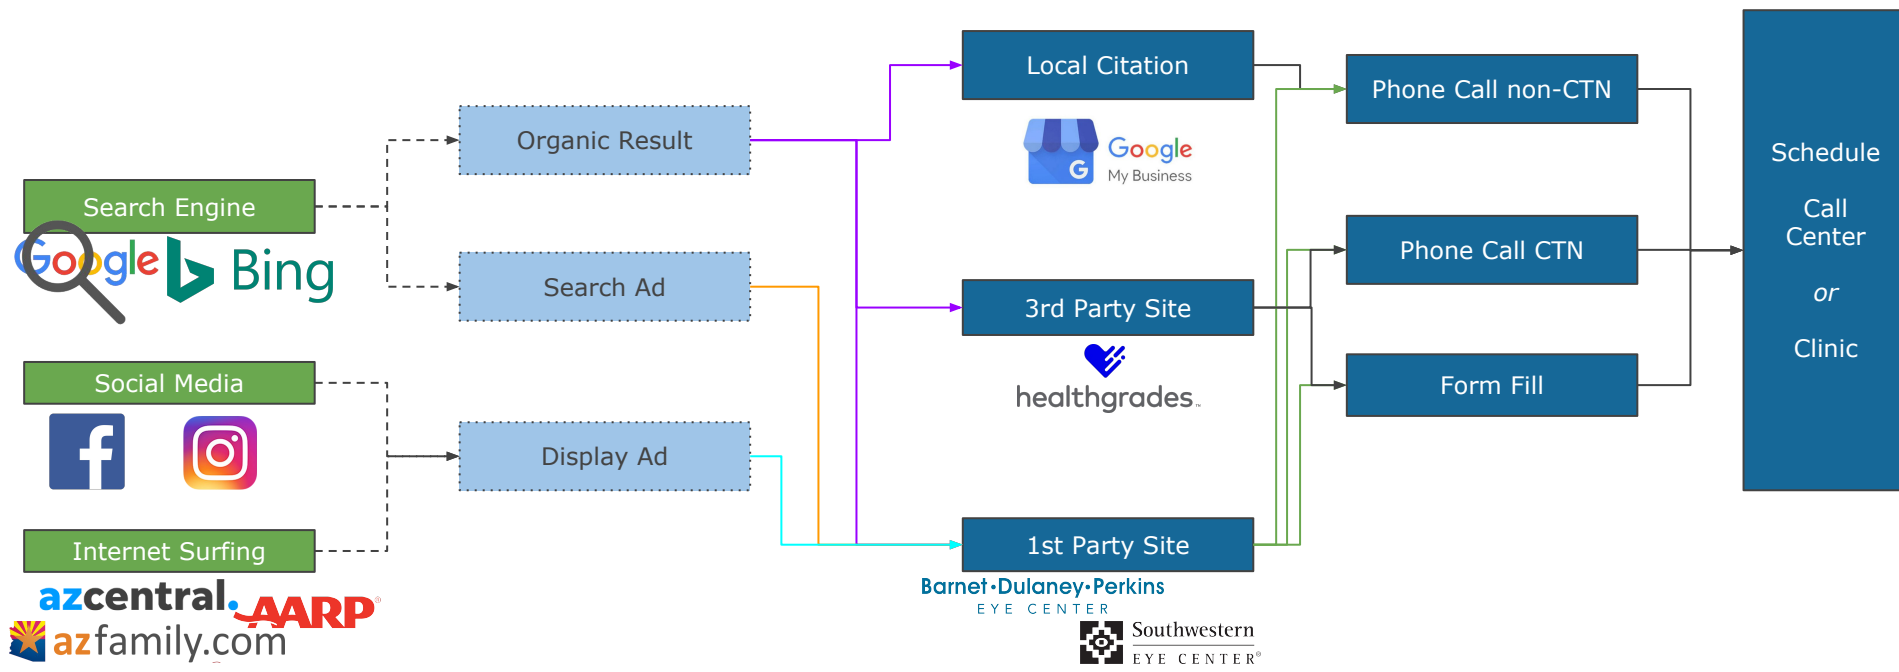 Search Engine
Google
Bing
Social Media
Internet Surfing
azcentral.
AARP®
azfamily.com
Organic Result
Search Ad
Display Ad
Local Citation
G
Google
My Business
3rd Party Site
healthgrades™
1st Party Site
Barnet·Dulaney·Perkins
EYE CENTER
Southwestern
EYE CENTER®
Phone Call non-CTN
Phone Call CTN
Form Fill
Schedule
Call
Center
or
Clinic